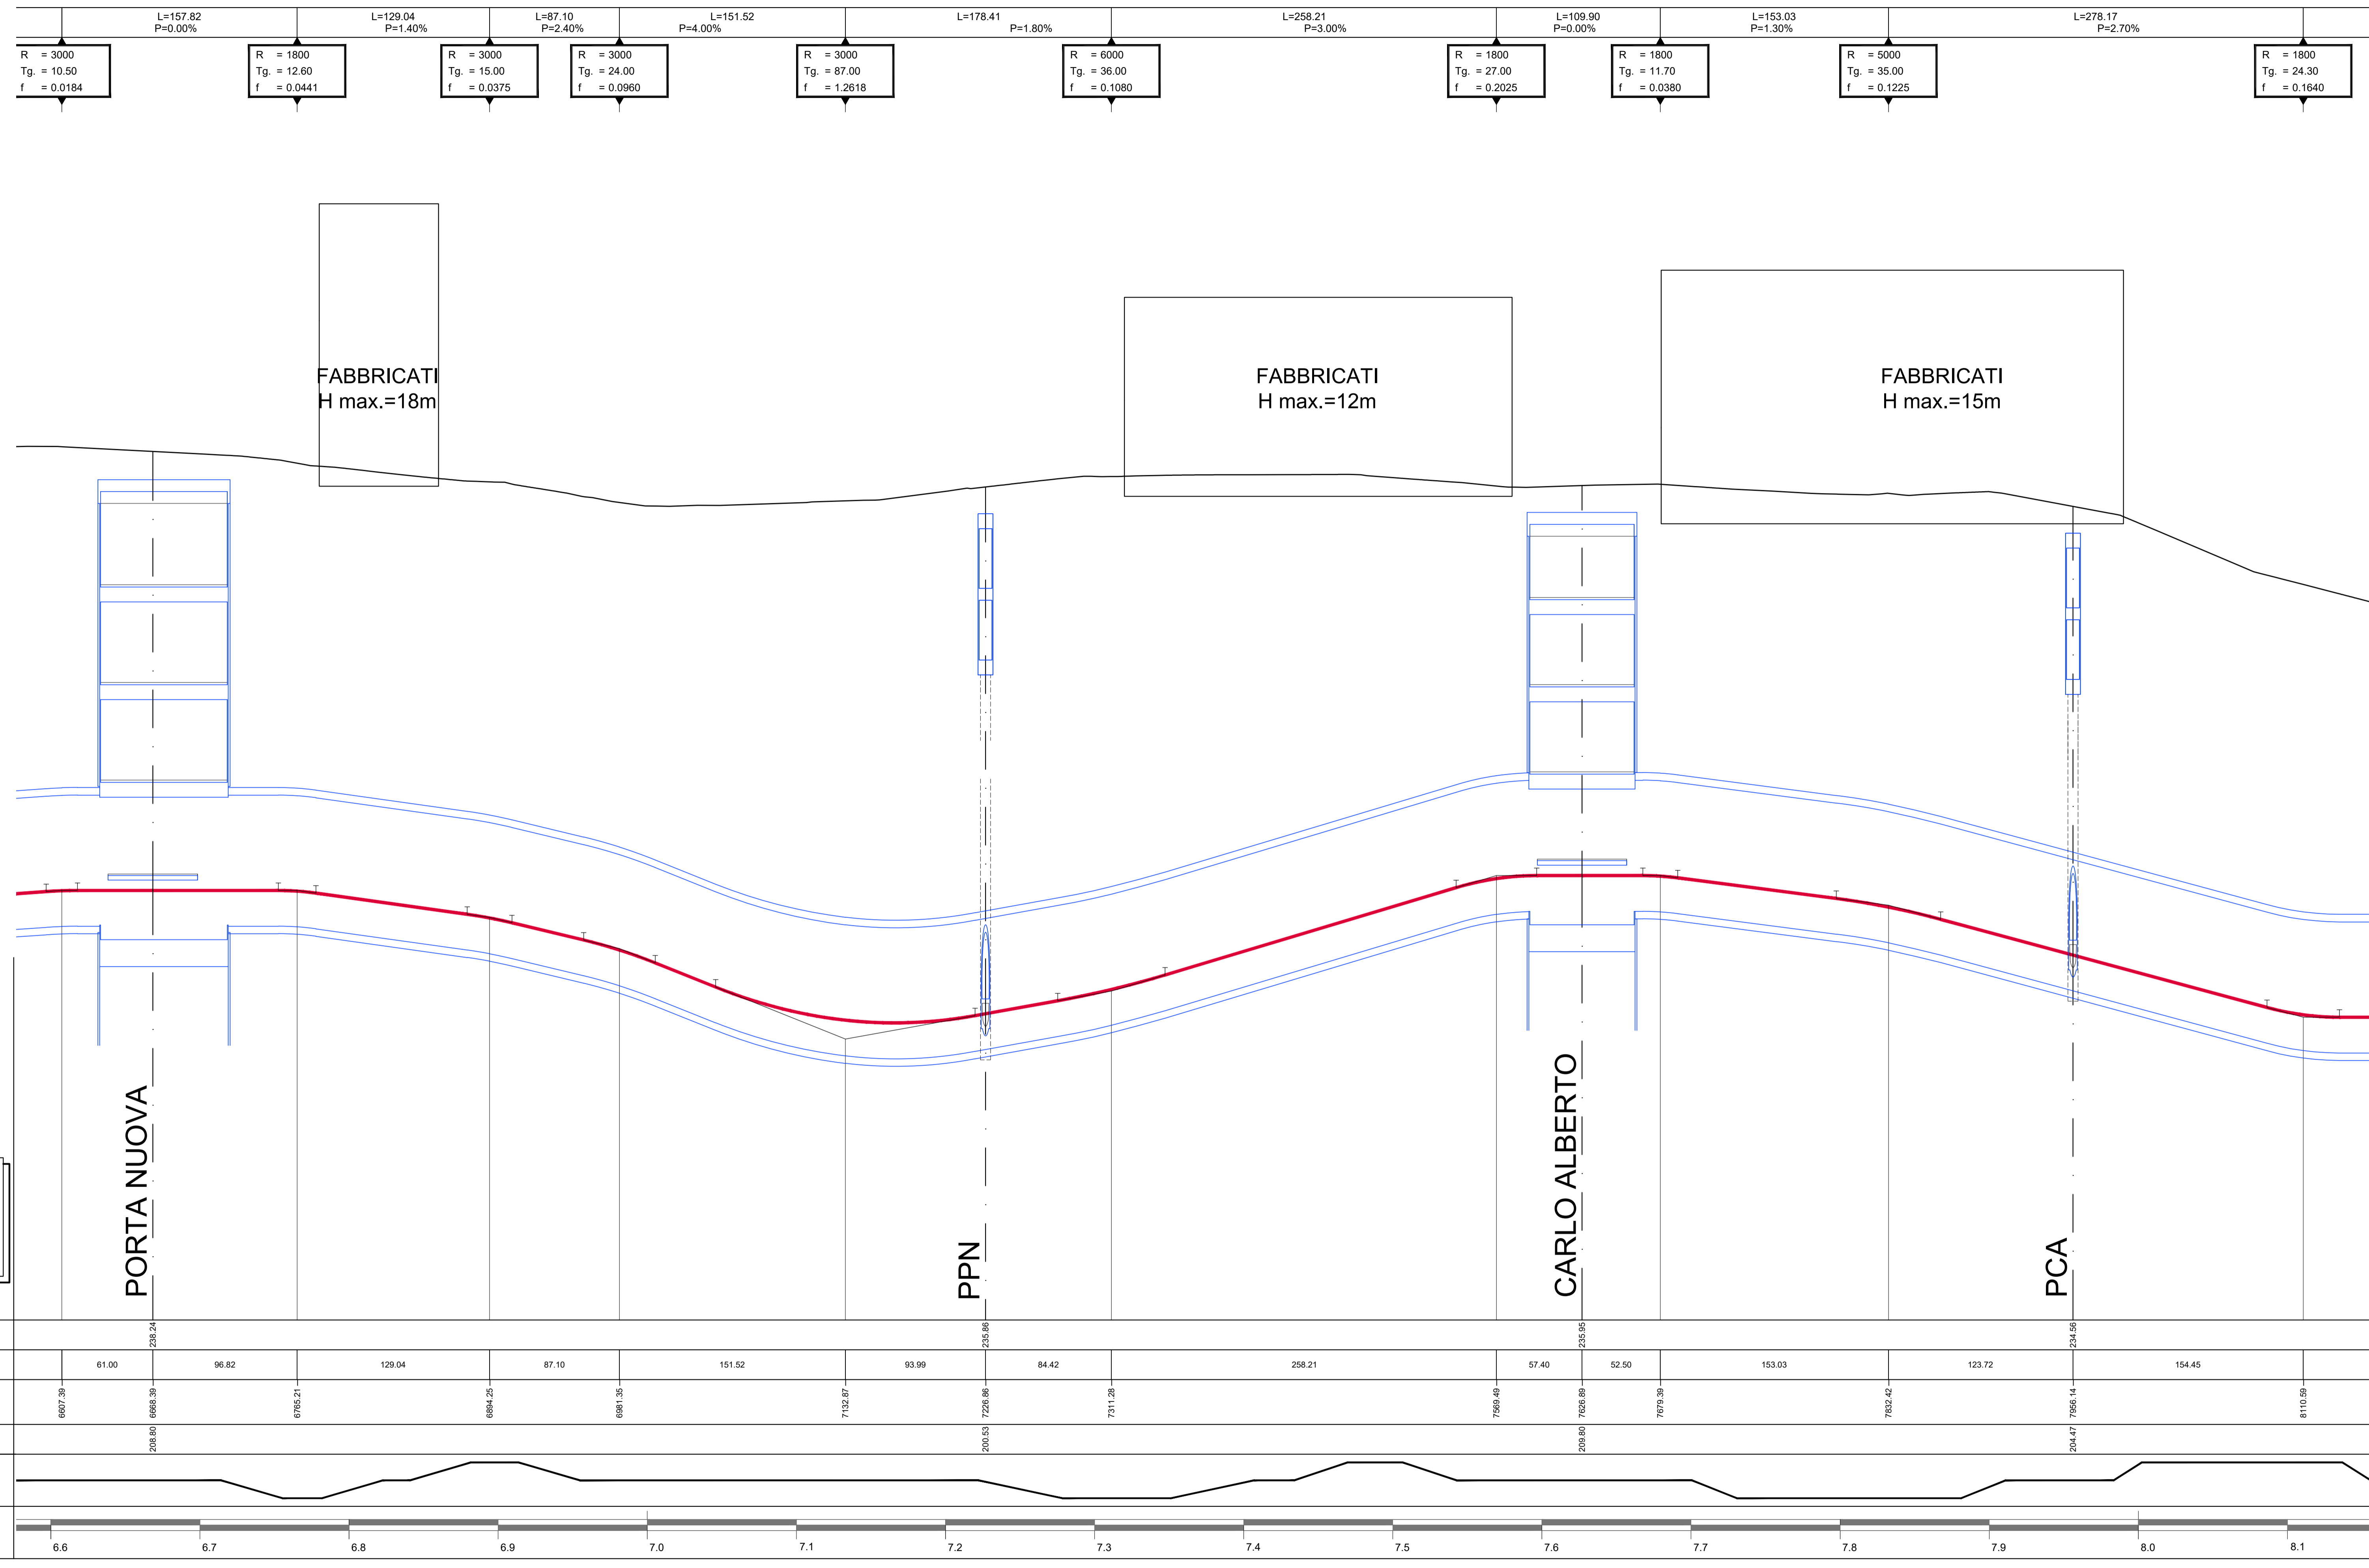 L=157.82
P=0.00%
L=129.04
P=1.40%
L=87.10
P=2.40%
L=151.52
P=4.00%
L=178.41
P=1.80%
L=258.21
P=3.00%
L=109.90
P=0.00%
L=153.03
P=1.30%
L=278.17
P=2.70%
R = 3000
Tg. = 10.50
f = 0.0184
R = 1800
Tg. = 12.60
f = 0.0441
R = 3000
Tg. = 15.00
f = 0.0375
R = 3000
Tg. = 24.00
f = 0.0960
R = 3000
Tg. = 87.00
f = 1.2618
R = 6000
Tg. = 36.00
f = 0.1080
R = 1800
Tg. = 27.00
f = 0.2025
R = 1800
Tg. = 11.70
f = 0.0380
R = 5000
Tg. = 35.00
f = 0.1225
R = 1800
Tg. = 24.30
f = 0.1640
FABBRICATI
H max.=18m
FABBRICATI
H max.=12m
FABBRICATI
H max.=15m
PORTA NUOVA
PPN
CARLO ALBERTO
PCA
238.24
235.86
235.95
234.56
61.00
96.82
129.04
87.10
151.52
93.99
84.42
258.21
57.40
52.50
153.03
123.72
154.45
6607.39
6668.39
6765.21
6894.25
6981.35
7132.87
7226.86
7311.28
7569.49
7626.89
7679.39
7832.42
7956.14
8110.59
208.80
200.53
209.80
204.47
6.6
6.7
6.8
6.9
7.0
7.1
7.2
7.3
7.4
7.5
7.6
7.7
7.8
7.9
8.0
8.1